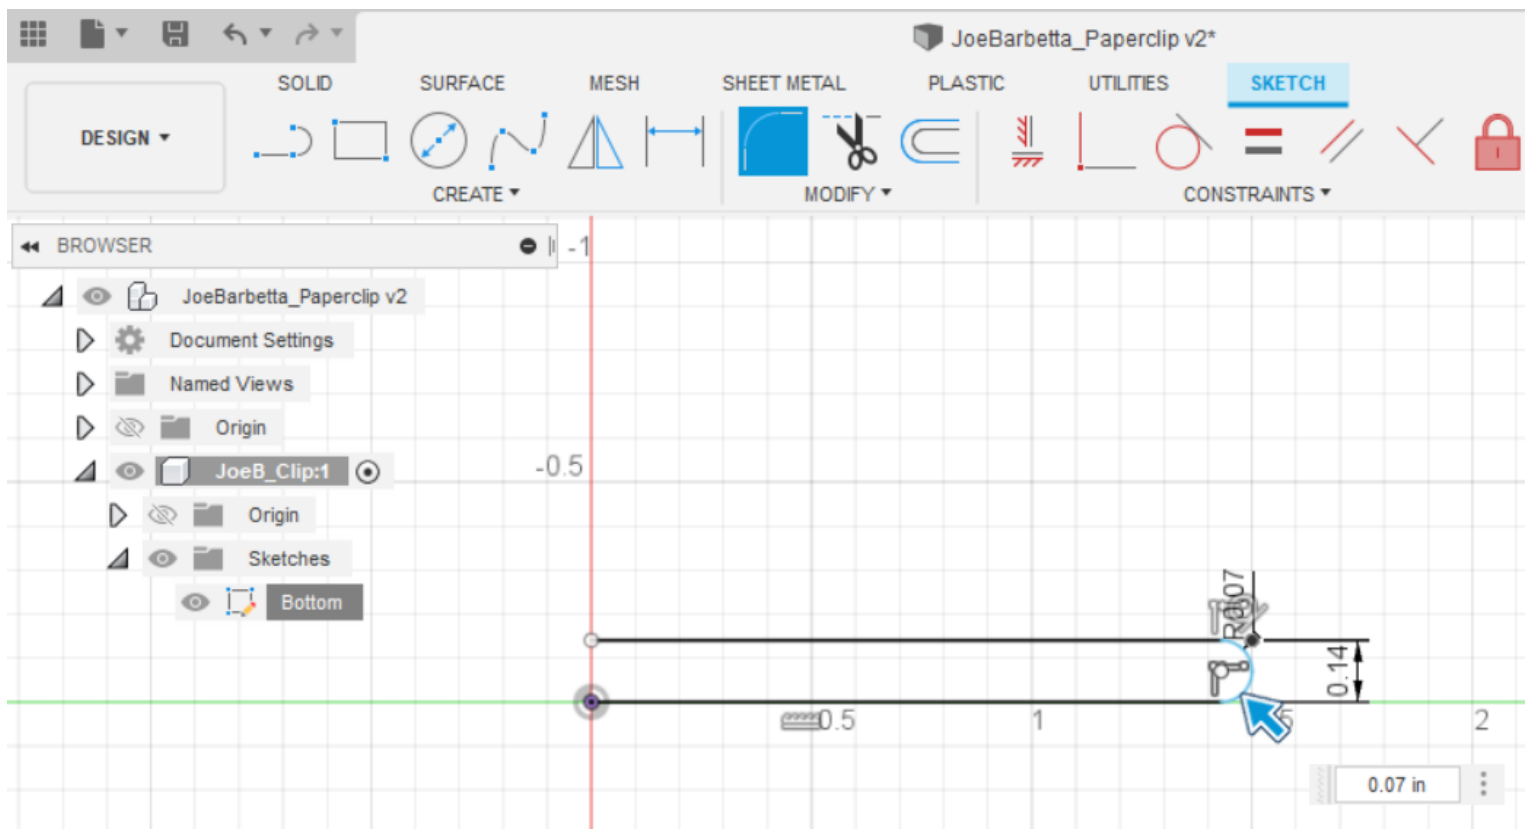 JoeBarbetta_Paperclip v2*
SOLID SURFACE MESH SHEET METAL PLASTIC UTILITIES SKETCH
DESIGN
CREATE MODIFY CONSTRAINTS
BROWSER
-1
JoeBarbetta_Paperclip v2
Document Settings
Named Views
Origin
JoeB_Clip:1
-0.5
Origin
Sketches
Bottom
R0.07
0.14
0.5 1 5 2
0.07 in